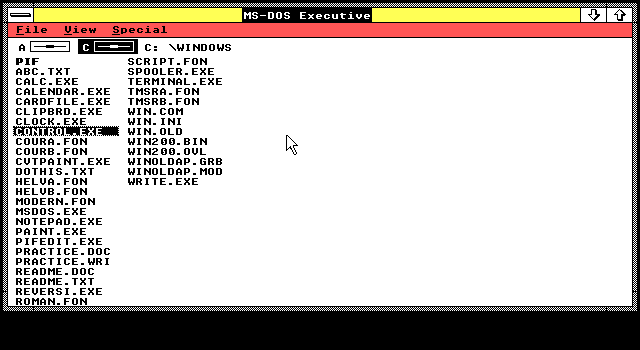 MS-DOS Executive
File View Special
A C C: \WINDOWS
PIF SCRIPT.FON
ABC.TXT SPOOLER.EXE
CALC.EXE TERMINAL.EXE
CALENDAR.EXE TMSRA.FON
CARDFILE.EXE TMSRB.FON
CLIPBRD.EXE WIN.COM
CLOCK.EXE WIN.INI
CONTROL.EXE WIN.OLD
COURA.FON WIN200.BIN
COURB.FON WIN200.OVL
CVTPAINT.EXE WINOLDAP.GRB
DOTHIS.TXT WINOLDAP.MOD
HELVA.FON WRITE.EXE
HELVB.FON
MODERN.FON
MSDOS.EXE
NOTEPAD.EXE
PAINT.EXE
PIFEDIT.EXE
PRACTICE.DOC
PRACTICE.WRI
README.DOC
README.TXT
REVERSI.EXE
ROMAN.FON